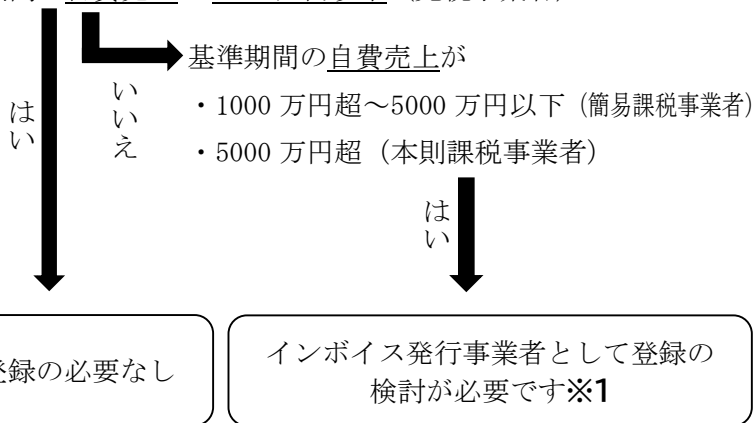 基準期間の自費売上が
はい
いいえ
・1000 万円超～5000 万円以下（簡易課税事業者）
・5000 万円超（本則課税事業者）
はい
録の必要なし
インボイス発行事業者として登録の
検討が必要です※1